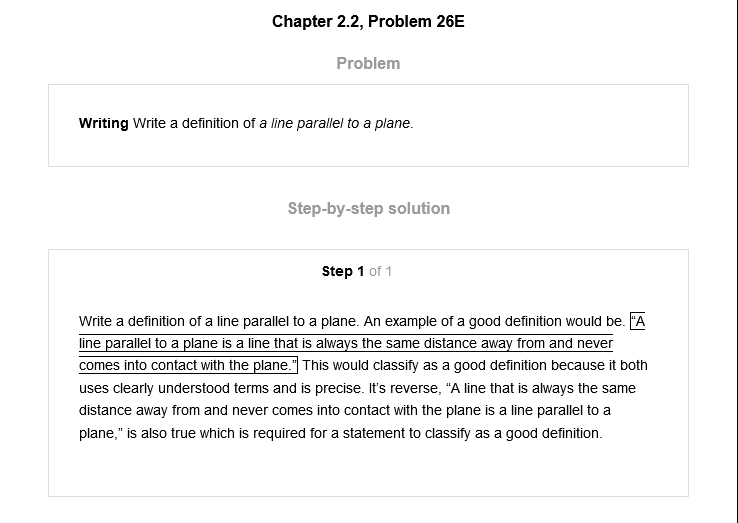 Chapter 2.2, Problem 26E
Problem
Writing Write a definition of a line parallel to a plane.
Step-by-step solution
Step 1 of 1
Write a definition of a line parallel to a plane. An example of a good definition would be. “A
line parallel to a plane is a line that is always the same distance away from and never
comes into contact with the plane.” This would classify as a good definition because it both
uses clearly understood terms and is precise. It’s reverse, “A line that is always the same
distance away from and never comes into contact with the plane is a line parallel to a
plane,” is also true which is required for a statement to classify as a good definition.